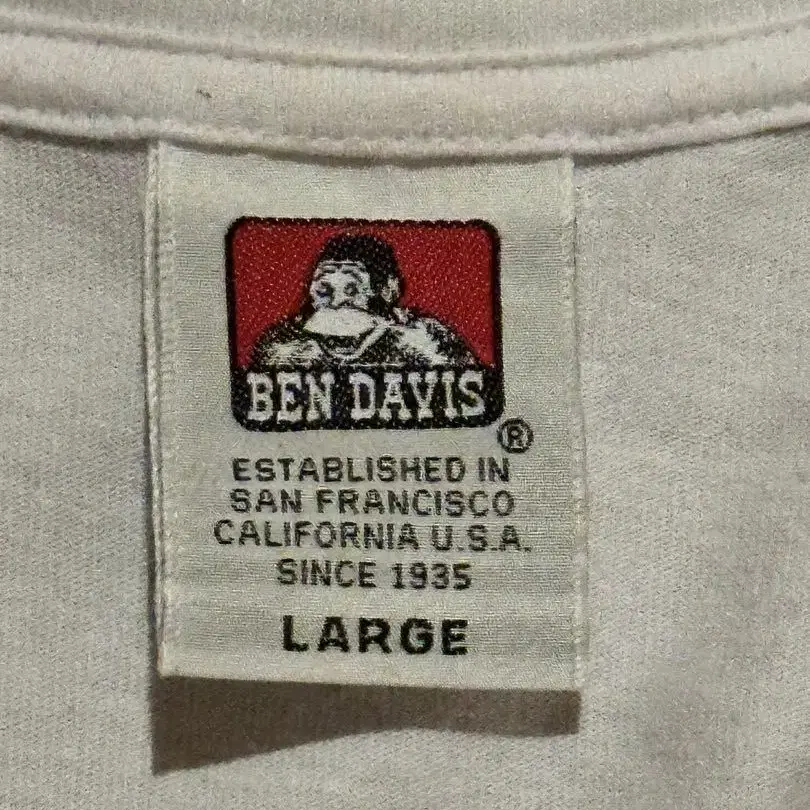 BEN DAVIS
®
ESTABLISHED IN
SAN FRANCISCO
CALIFORNIA U.S.A.
SINCE 1935
LARGE